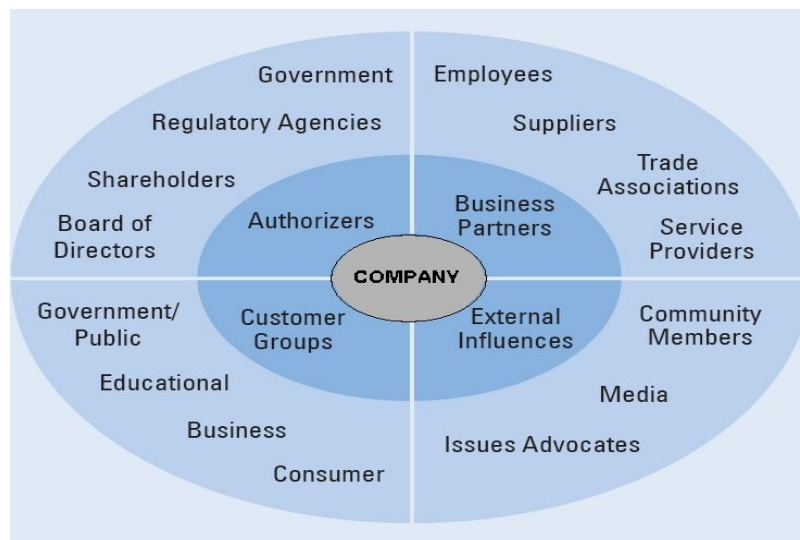 Government
Regulatory Agencies
Shareholders
Board of
Directors
Authorizers
Employees
Suppliers
Trade
Associations
Service
Providers
Business
Partners
COMPANY
Customer
Groups
Government/
Public
Educational
Business
Consumer
External
Influences
Community
Members
Media
Issues Advocates